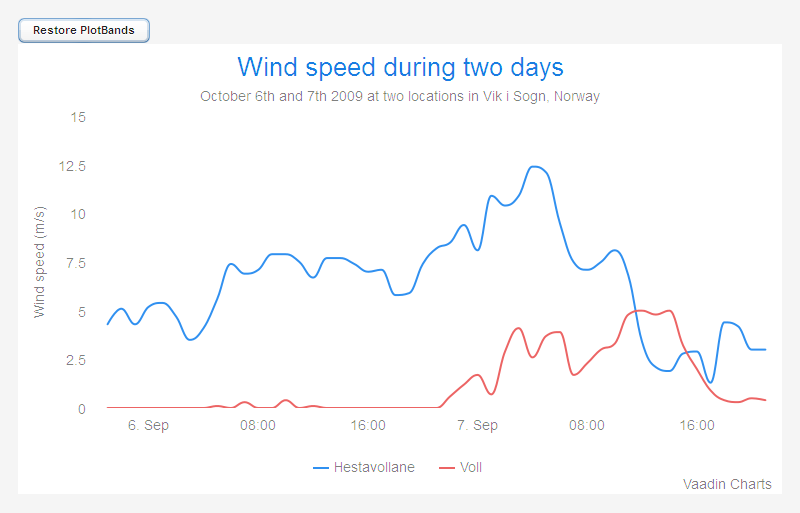 Restore PlotBands
Wind speed during two days
October 6th and 7th 2009 at two locations in Vik i Sogn, Norway
Wind speed (m/s)
15
12.5
10
7.5
5
2.5
0
6. Sep
08:00
16:00
7. Sep
08:00
16:00
Hestavollane
Voll
Vaadin Charts